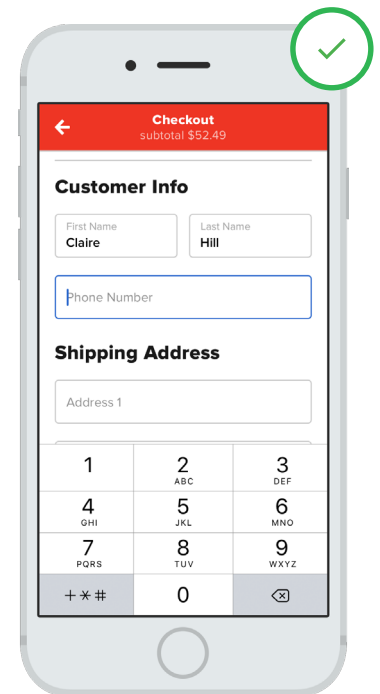 Checkout
subtotal $52.49
Customer Info
First Name Last Name
Claire Hill
Phone Number
Shipping Address
Address 1
1 2 3
ABC DEF
4 5 6
GHI JKL MNO
7 8 9
PQRS TUV WXYZ
+*# 0